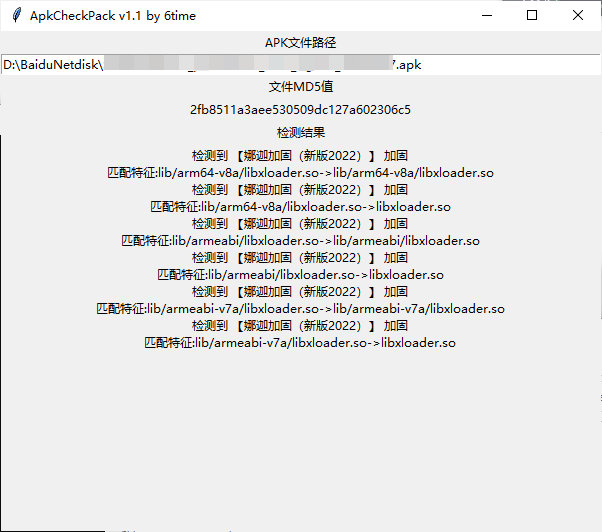 ApkCheckPack v1.1 by 6time
APK文件路径
D:\BaiduNetdisk\ 7.apk
文件MD5值
2fb8511a3aee530509dc127a602306c5
检测结果
检测到 【娜迦加固（新版2022）】 加固
匹配特征:lib/arm64-v8a/libxloader.so->lib/arm64-v8a/libxloader.so
检测到 【娜迦加固（新版2022）】 加固
匹配特征:lib/arm64-v8a/libxloader.so->libxloader.so
检测到 【娜迦加固（新版2022）】 加固
匹配特征:lib/armeabi/libxloader.so->lib/armeabi/libxloader.so
检测到 【娜迦加固（新版2022）】 加固
匹配特征:lib/armeabi/libxloader.so->libxloader.so
检测到 【娜迦加固（新版2022）】 加固
匹配特征:lib/armeabi-v7a/libxloader.so->lib/armeabi-v7a/libxloader.so
检测到 【娜迦加固（新版2022）】 加固
匹配特征:lib/armeabi-v7a/libxloader.so->libxloader.so